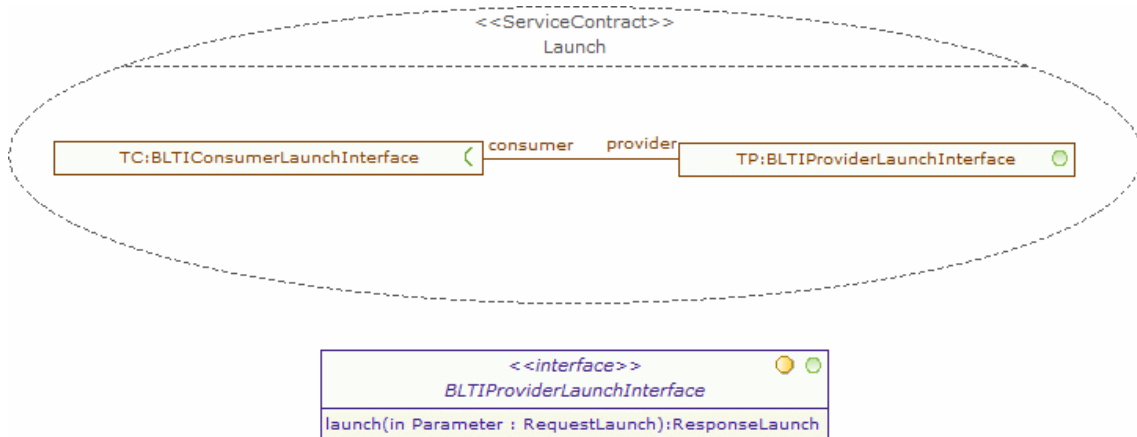 <<ServiceContract>>
Launch
TC:BLTIConsumerLaunchInterface
consumer
provider
TP:BLTIProviderLaunchInterface
<<interface>>
BLTIProviderLaunchInterface
launch(in Parameter : RequestLaunch):ResponseLaunch